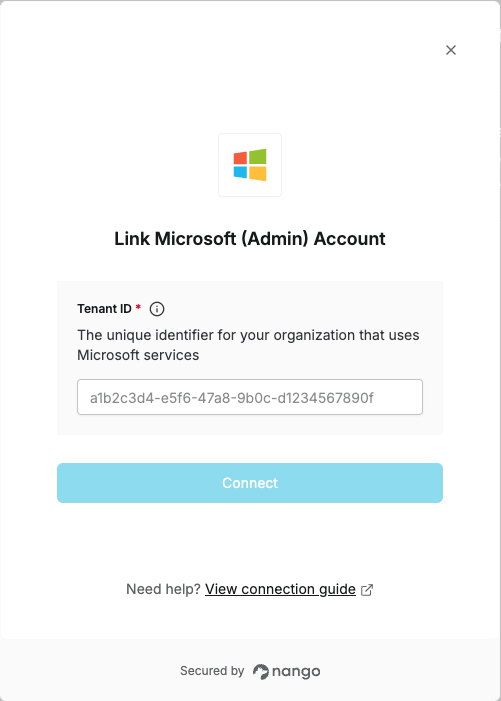 Link Microsoft (Admin) Account
Tenant ID *
The unique identifier for your organization that uses
Microsoft services
a1b2c3d4-e5f6-47a8-9b0c-d1234567890f
Connect
Need help? View connection guide
Secured by nango